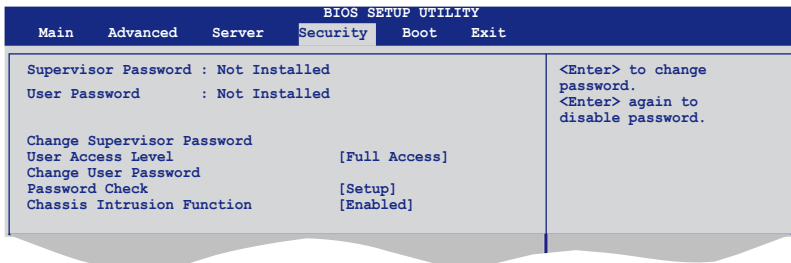 BIOS SETUP UTILITY
Main Advanced Server Security Boot Exit
Supervisor Password : Not Installed
User Password : Not Installed
Change Supervisor Password
User Access Level [Full Access]
Change User Password
Password Check [Setup]
Chassis Intrusion Function [Enabled]
<Enter> to change
password.
<Enter> again to
disable password.